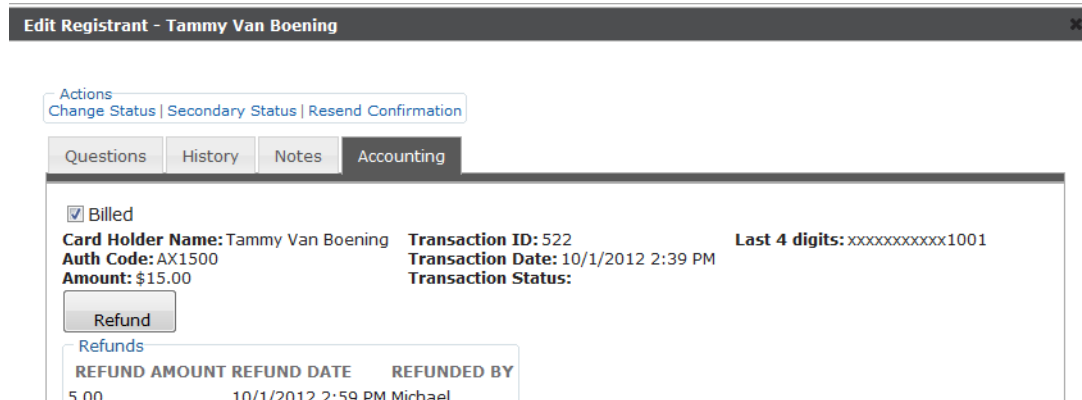 Edit Registrant - Tammy Van Boening
Actions
Change Status | Secondary Status | Resend Confirmation
Questions History Notes Accounting
Billed
Card Holder Name: Tammy Van Boening Transaction ID: 522 Last 4 digits: xxxxxxxxxxx1001
Auth Code: AX1500 Transaction Date: 10/1/2012 2:39 PM
Amount: $15.00 Transaction Status:
Refund
Refunds
REFUND AMOUNT REFUND DATE REFUNDED BY
5.00 10/1/2012 2:59 PM Michael